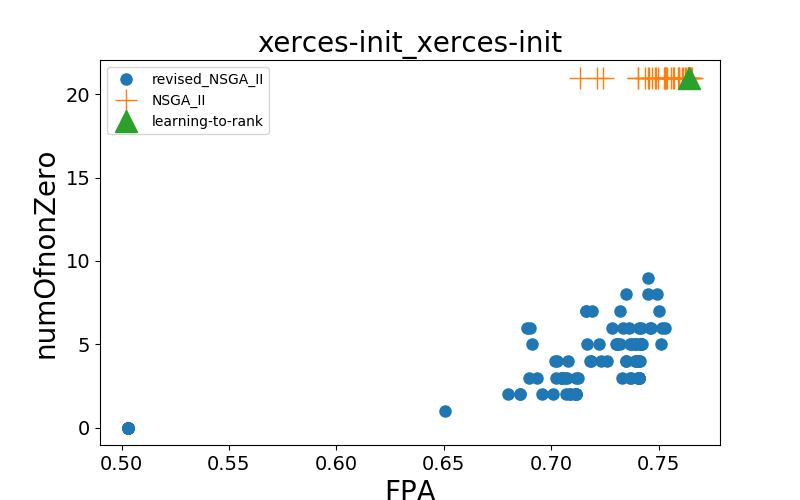 xerces-init_xerces-init
revised_NSGA_II
NSGA_II
learning-to-rank
numOfnonZero
20
15
10
5
0
0.50 0.55 0.60 0.65 0.70 0.75
FPA